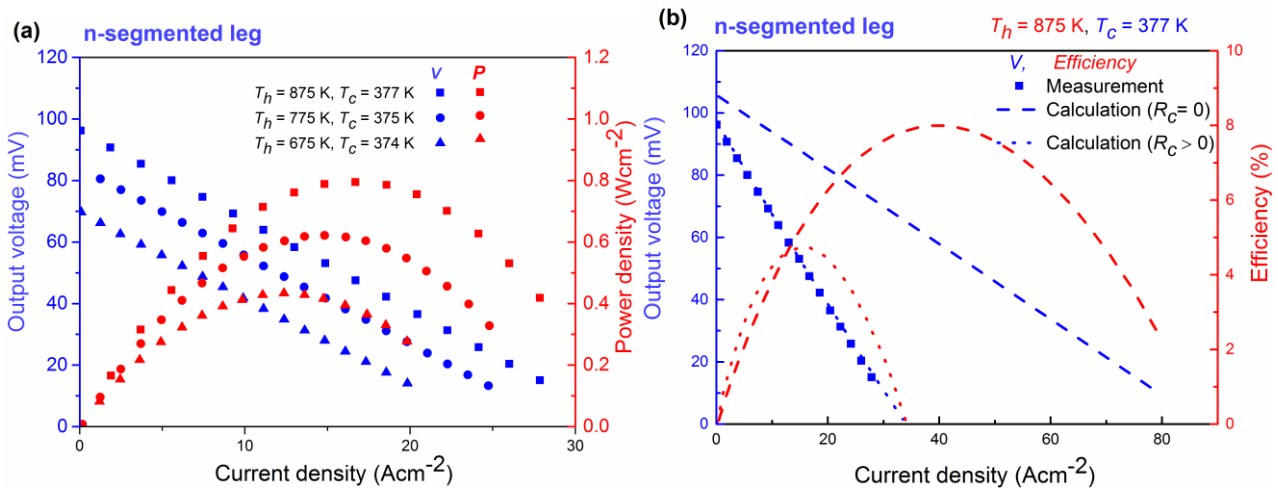 (a)
n-segmented leg
V P
T_h = 875 K, T_c = 377 K
T_h = 775 K, T_c = 375 K
T_h = 675 K, T_c = 374 K
Output voltage (mV)
120
100
80
60
40
20
0
0 10 20 30
Current density (Acm⁻²)
1.2
1.0
0.8
0.6
0.4
0.2
0.0
Power density (Wcm⁻²)
(b)
n-segmented leg
T_h = 875 K, T_c = 377 K
V, Efficiency
Measurement
Calculation (R_c= 0)
Calculation (R_c > 0)
Output voltage (mV)
120
100
80
60
40
20
0
0 20 40 60 80
Current density (Acm⁻²)
10
8
6
4
2
0
Efficiency (%)